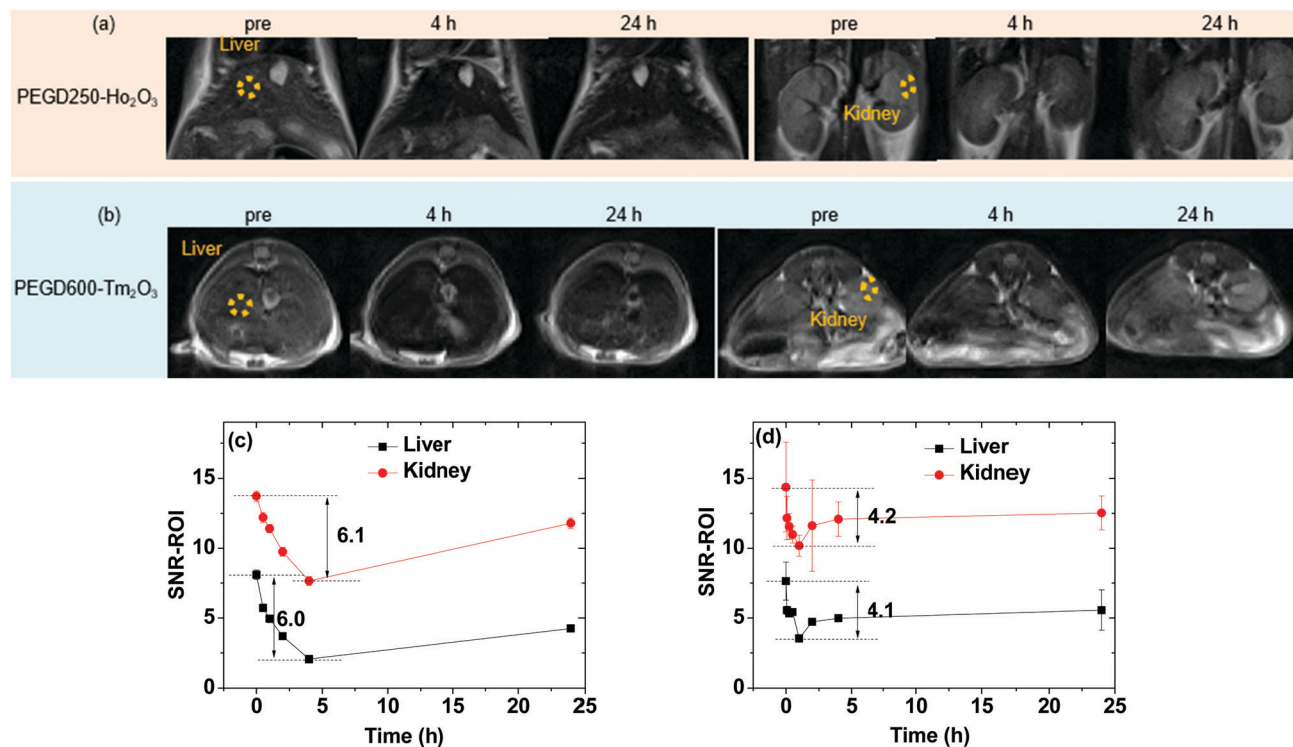 (a) pre 4 h 24 h pre 4 h 24 h
Liver
PEGD250-Ho₂O₃
Kidney
(b) pre 4 h 24 h pre 4 h 24 h
Liver
PEGD600-Tm₂O₃
Kidney
(c)
Liver
Kidney
15
10
5
0
SNR-ROI
6.1
6.0
0 5 10 15 20 25
Time (h)
(d)
Liver
Kidney
15
10
5
0
SNR-ROI
4.2
4.1
0 5 10 15 20 25
Time (h)